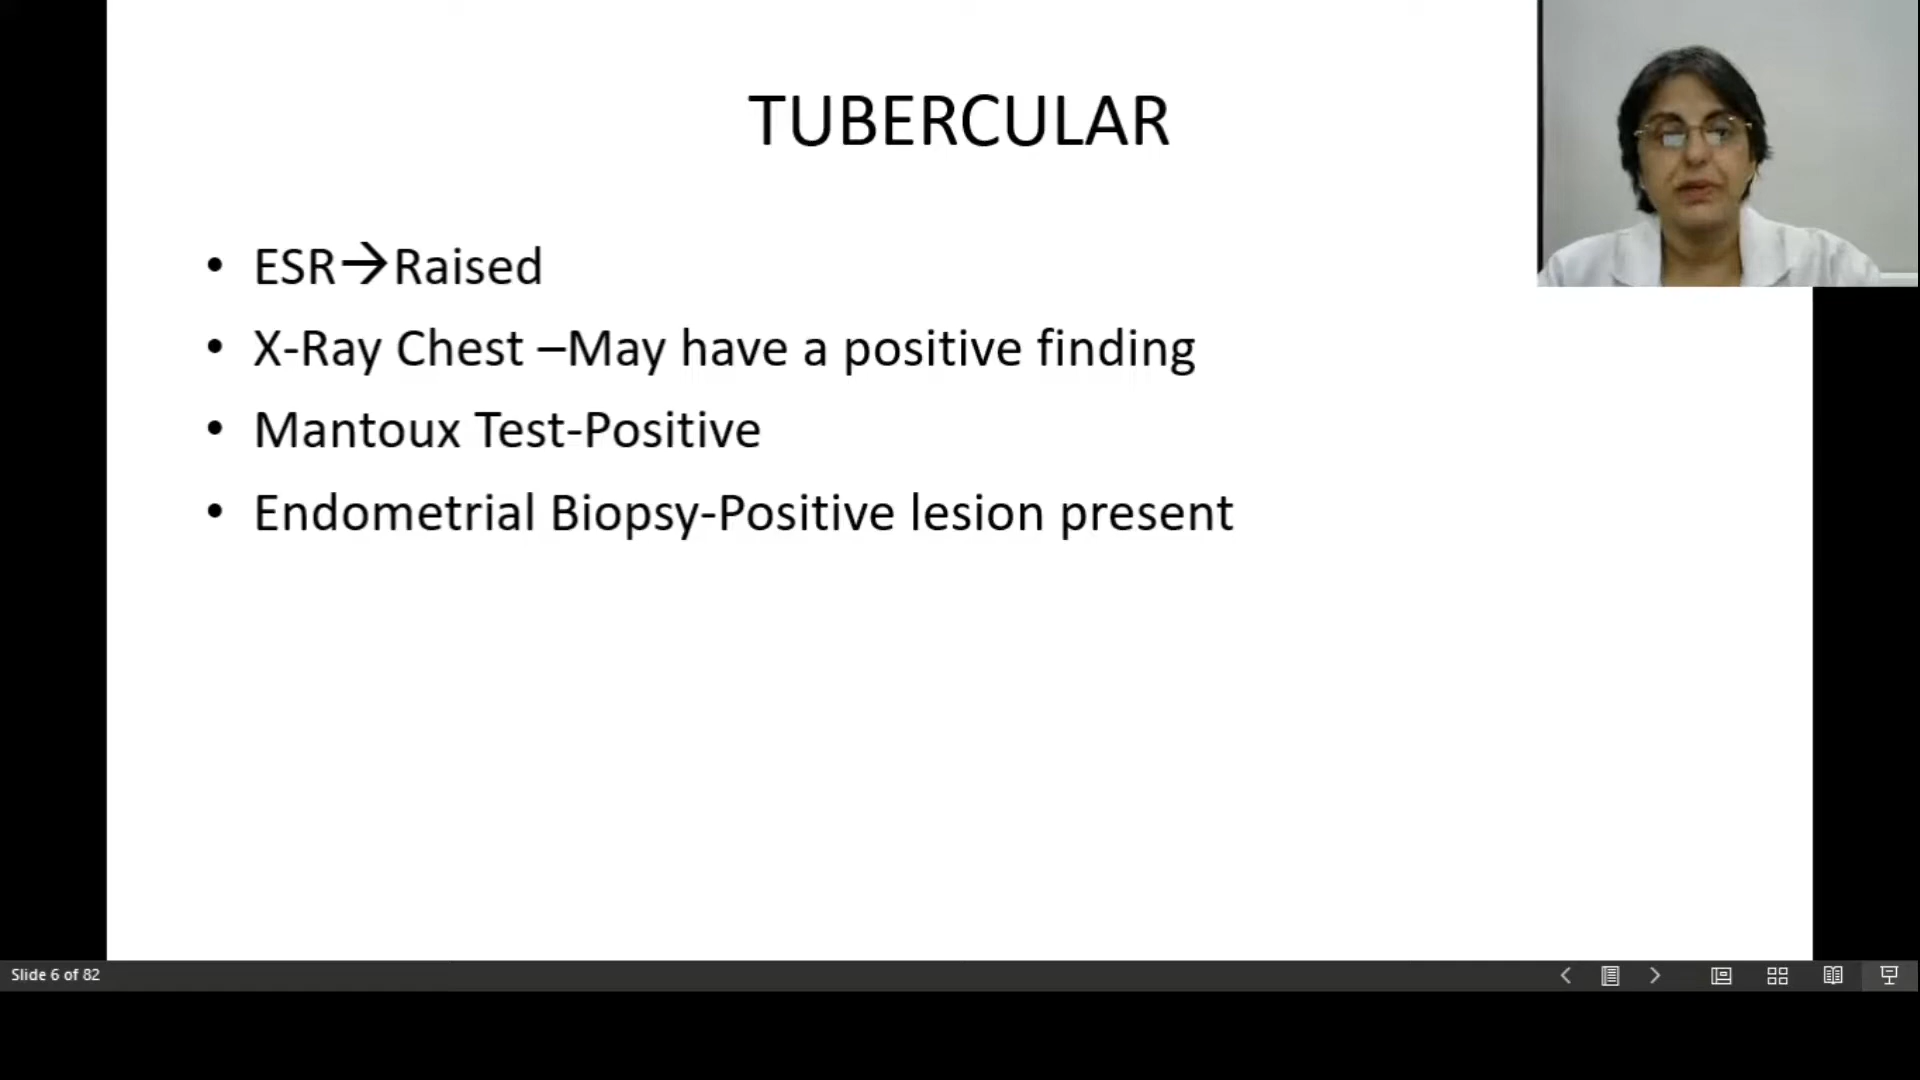 TUBERCULAR
• ESR→Raised
• X-Ray Chest –May have a positive finding
• Mantoux Test-Positive
• Endometrial Biopsy-Positive lesion present
Slide 6 of 82